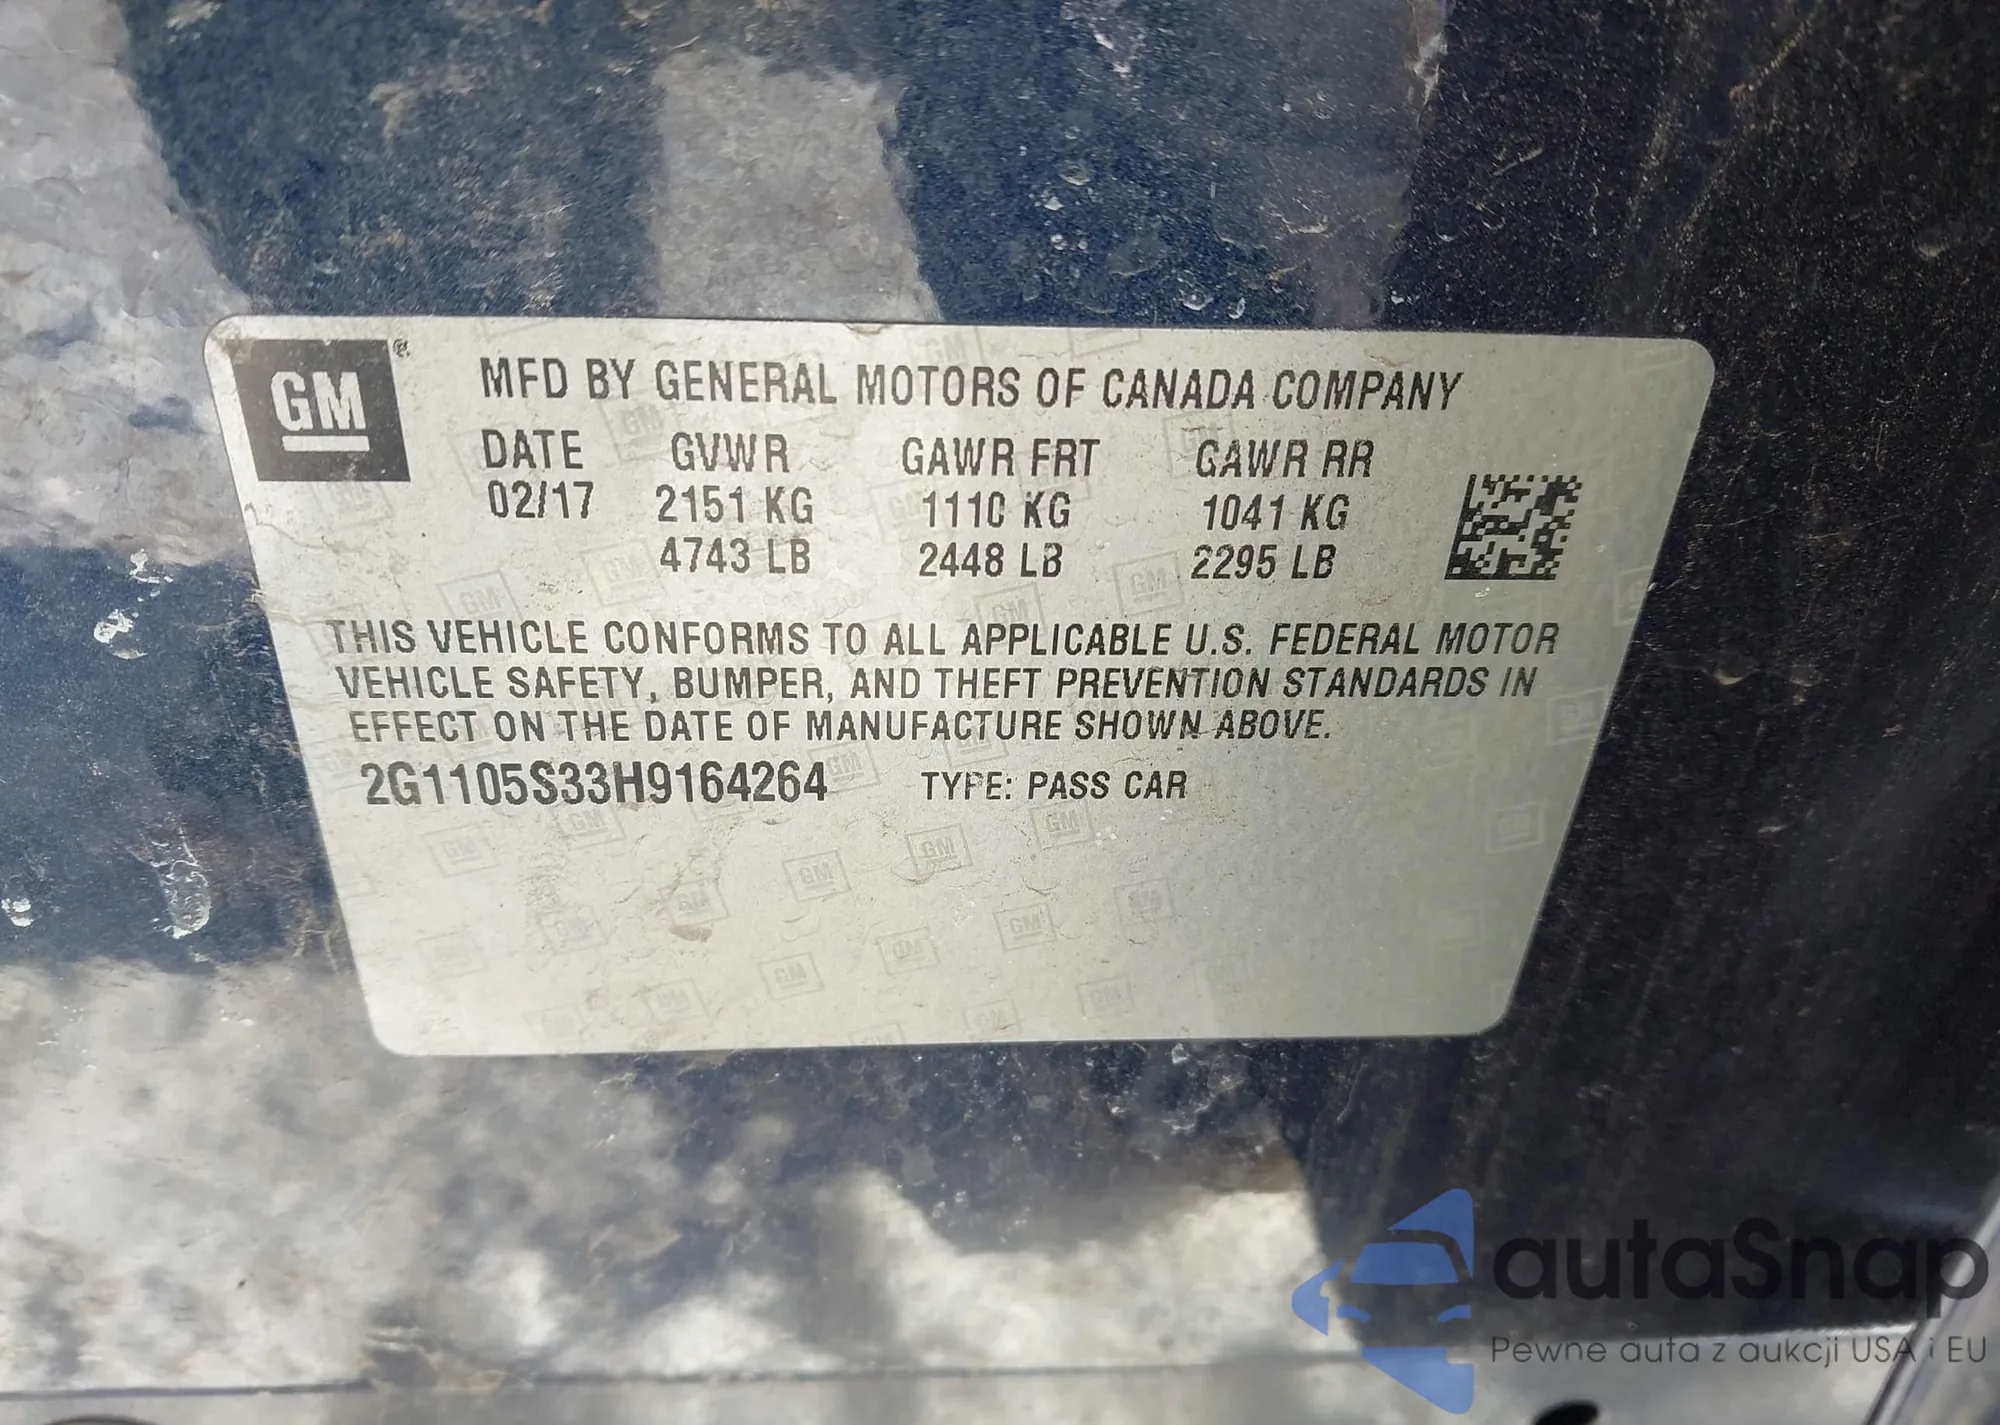 GM
MFD BY GENERAL MOTORS OF CANADA COMPANY
DATE GVWR GAWR FRT GAWR RR
02/17 2151 KG 1110 KG 1041 KG
4743 LB 2448 LB 2295 LB
THIS VEHICLE CONFORMS TO ALL APPLICABLE U.S. FEDERAL MOTOR
VEHICLE SAFETY, BUMPER, AND THEFT PREVENTION STANDARDS IN
EFFECT ON THE DATE OF MANUFACTURE SHOWN ABOVE.
2G1105S33H9164264 TYPE: PASS CAR
autaSnap
Pewne auta z aukcji USA i EU